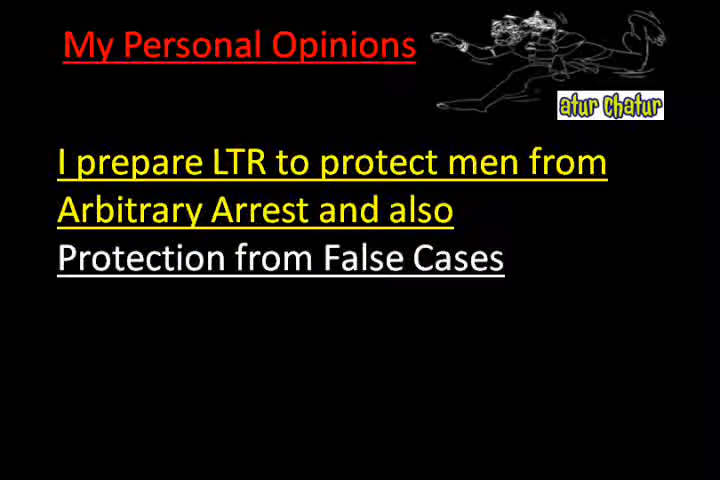 My Personal Opinions
atur chatur
I prepare LTR to protect men from
Arbitrary Arrest and also
Protection from False Cases